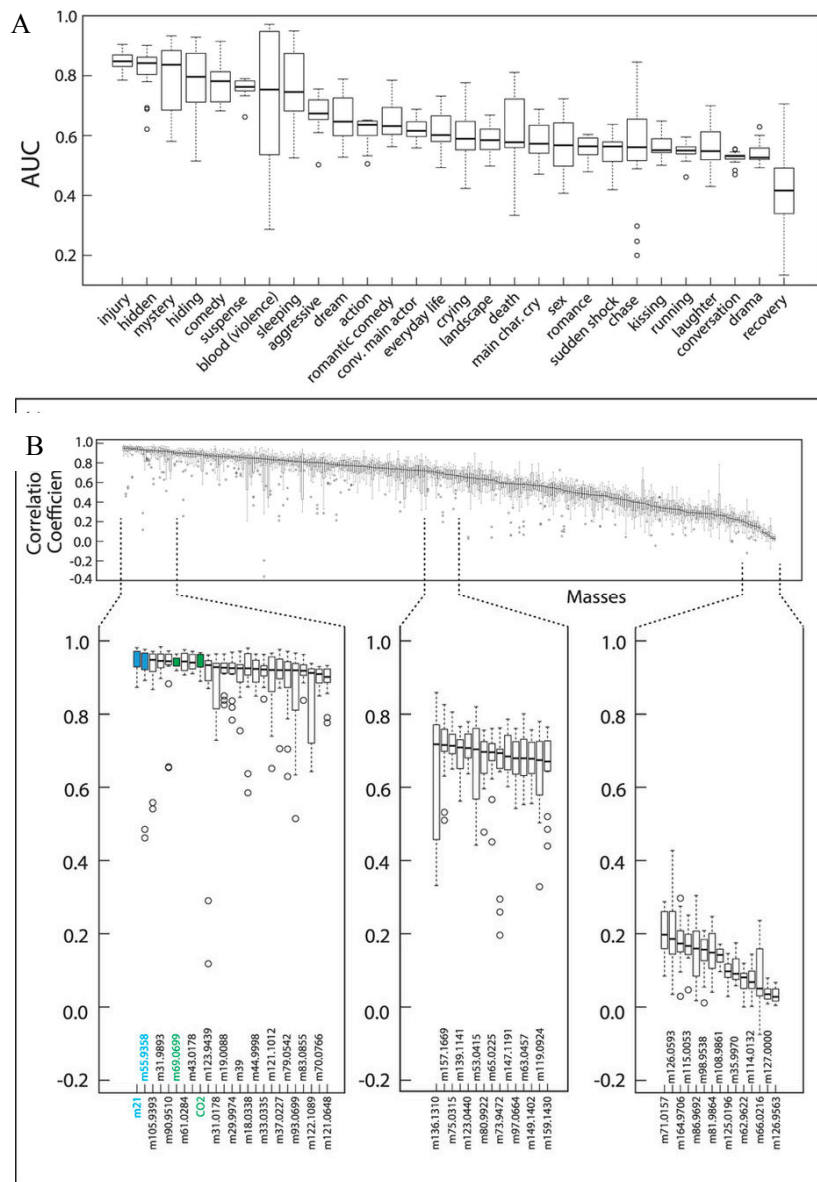 A
AUC
1.0
0.8
0.6
0.4
0.2
injury
hidden
mystery
hiding
comedy
suspense
blood (violence)
sleeping
aggressive
dream
action
romantic comedy
conv. main actor
everyday life
crying
landscape
death
main char. cry
sex
romance
sudden shock
chase
kissing
running
laughter
conversation
drama
recovery
B
Correlatio
Coefficien
1.0
0.8
0.6
0.4
0.2
0.0
-0.2
-0.4
Masses
1.0
0.8
0.6
0.4
0.2
0.0
-0.2
m21
m55.9358
m105.9393
m31.9893
m90.9510
m69.0699
m61.0284
m43.0178
CO2
m123.9439
m31.0178
m19.0088
m29.9974
m39
m18.0338
m44.9998
m33.0335
m121.1012
m37.0227
m79.0542
m93.0699
m83.0855
m122.1089
m70.0766
m121.0648
1.0
0.8
0.6
0.4
0.2
0.0
-0.2
m136.1310
m157.1669
m75.0315
m139.1141
m123.0440
m53.0415
m80.9922
m65.0225
m73.9472
m147.1191
m97.0664
m63.0457
m149.1402
m119.0924
m159.1430
1.0
0.8
0.6
0.4
0.2
0.0
-0.2
m71.0157
m126.0593
m164.9706
m115.0053
m86.9692
m98.9538
m81.9864
m108.9861
m125.0196
m35.9970
m62.9622
m114.0132
m66.0216
m127.0000
m126.9563